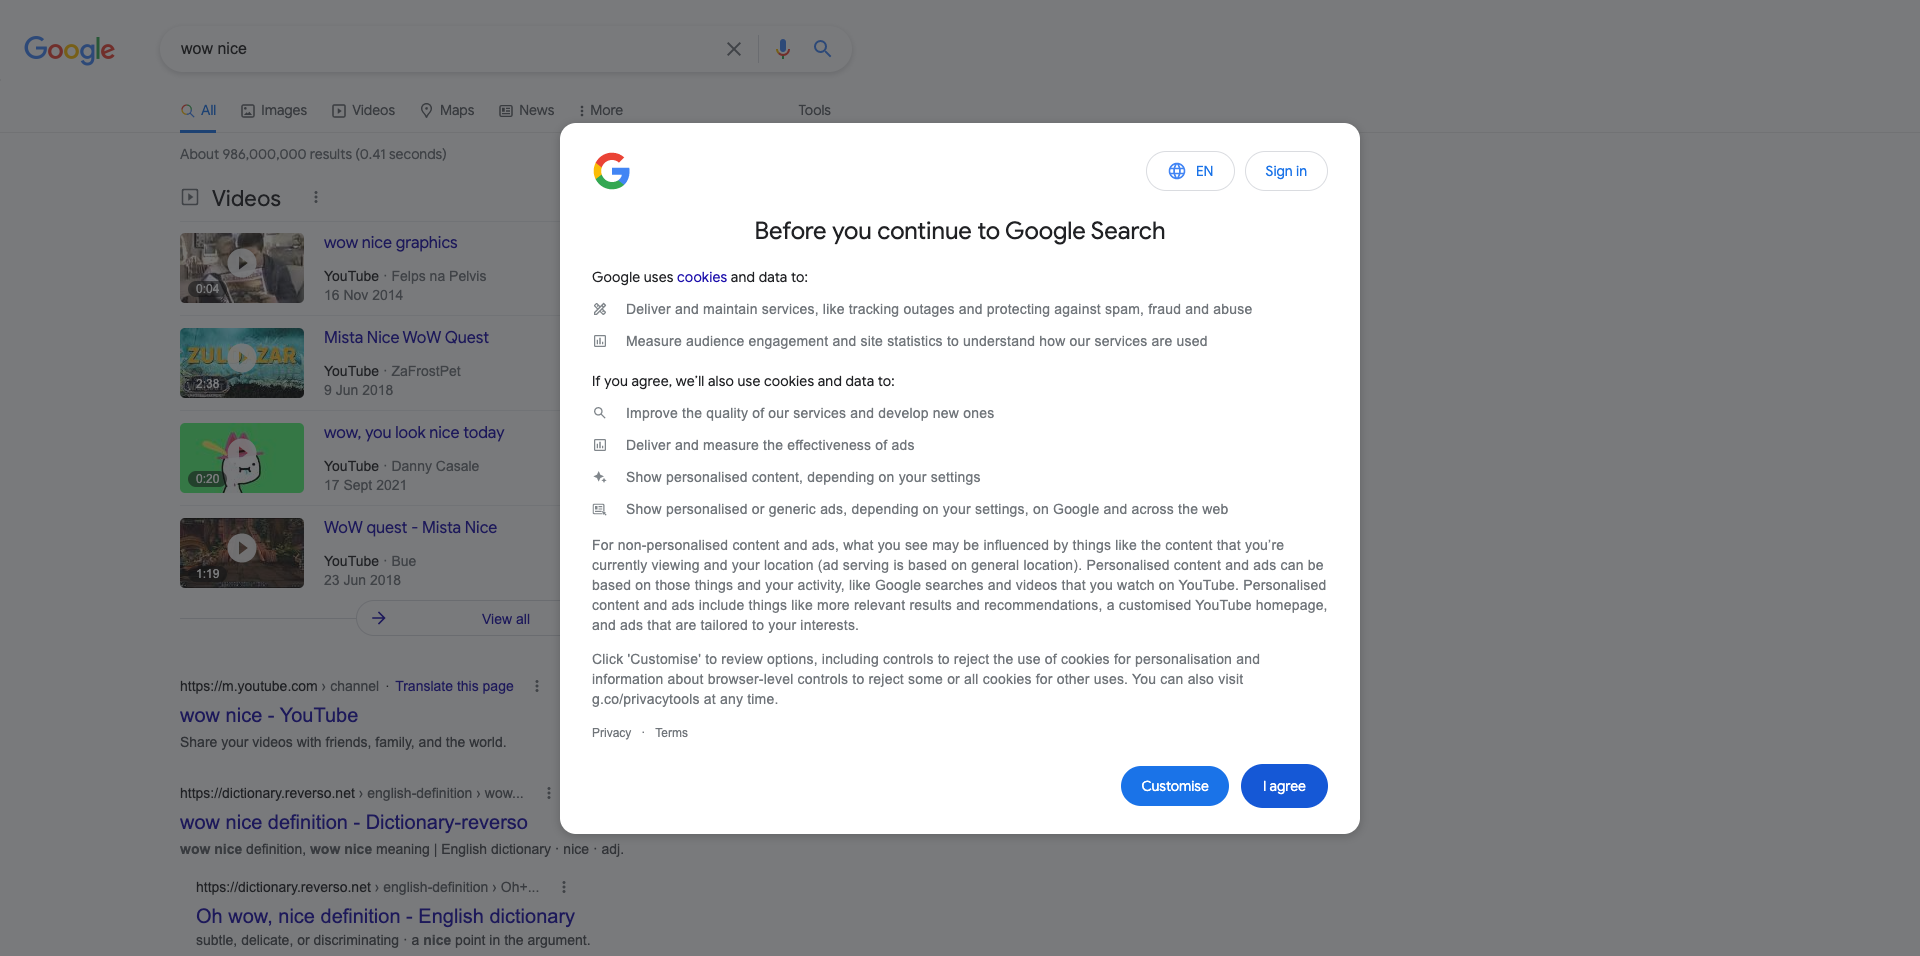 Google
wow nice
All
Images
Videos
Maps
News
More
Tools
About 986,000,000 results (0.41 seconds)
Videos
0:04
wow nice graphics
YouTube · Felps na Pelvis
16 Nov 2014
ZUL ZAR
2:38
Mista Nice WoW Quest
YouTube · ZaFrostPet
9 Jun 2018
0:20
wow, you look nice today
YouTube · Danny Casale
17 Sept 2021
1:19
WoW quest - Mista Nice
YouTube · Bue
23 Jun 2018
View all
https://m.youtube.com › channel · Translate this page
wow nice - YouTube
Share your videos with friends, family, and the world.
https://dictionary.reverso.net › english-definition › wow...
wow nice definition - Dictionary-reverso
wow nice definition, wow nice meaning | English dictionary · nice · adj.
https://dictionary.reverso.net › english-definition › Oh+...
Oh wow, nice definition - English dictionary
subtle, delicate, or discriminating · a nice point in the argument.
EN
Sign in
Before you continue to Google Search
Google uses cookies and data to:
Deliver and maintain services, like tracking outages and protecting against spam, fraud and abuse
Measure audience engagement and site statistics to understand how our services are used
If you agree, we'll also use cookies and data to:
Improve the quality of our services and develop new ones
Deliver and measure the effectiveness of ads
Show personalised content, depending on your settings
Show personalised or generic ads, depending on your settings, on Google and across the web
For non-personalised content and ads, what you see may be influenced by things like the content that you're
currently viewing and your location (ad serving is based on general location). Personalised content and ads can be
based on those things and your activity, like Google searches and videos that you watch on YouTube. Personalised
content and ads include things like more relevant results and recommendations, a customised YouTube homepage,
and ads that are tailored to your interests.
Click 'Customise' to review options, including controls to reject the use of cookies for personalisation and
information about browser-level controls to reject some or all cookies for other uses. You can also visit
g.co/privacytools at any time.
Privacy · Terms
Customise
I agree